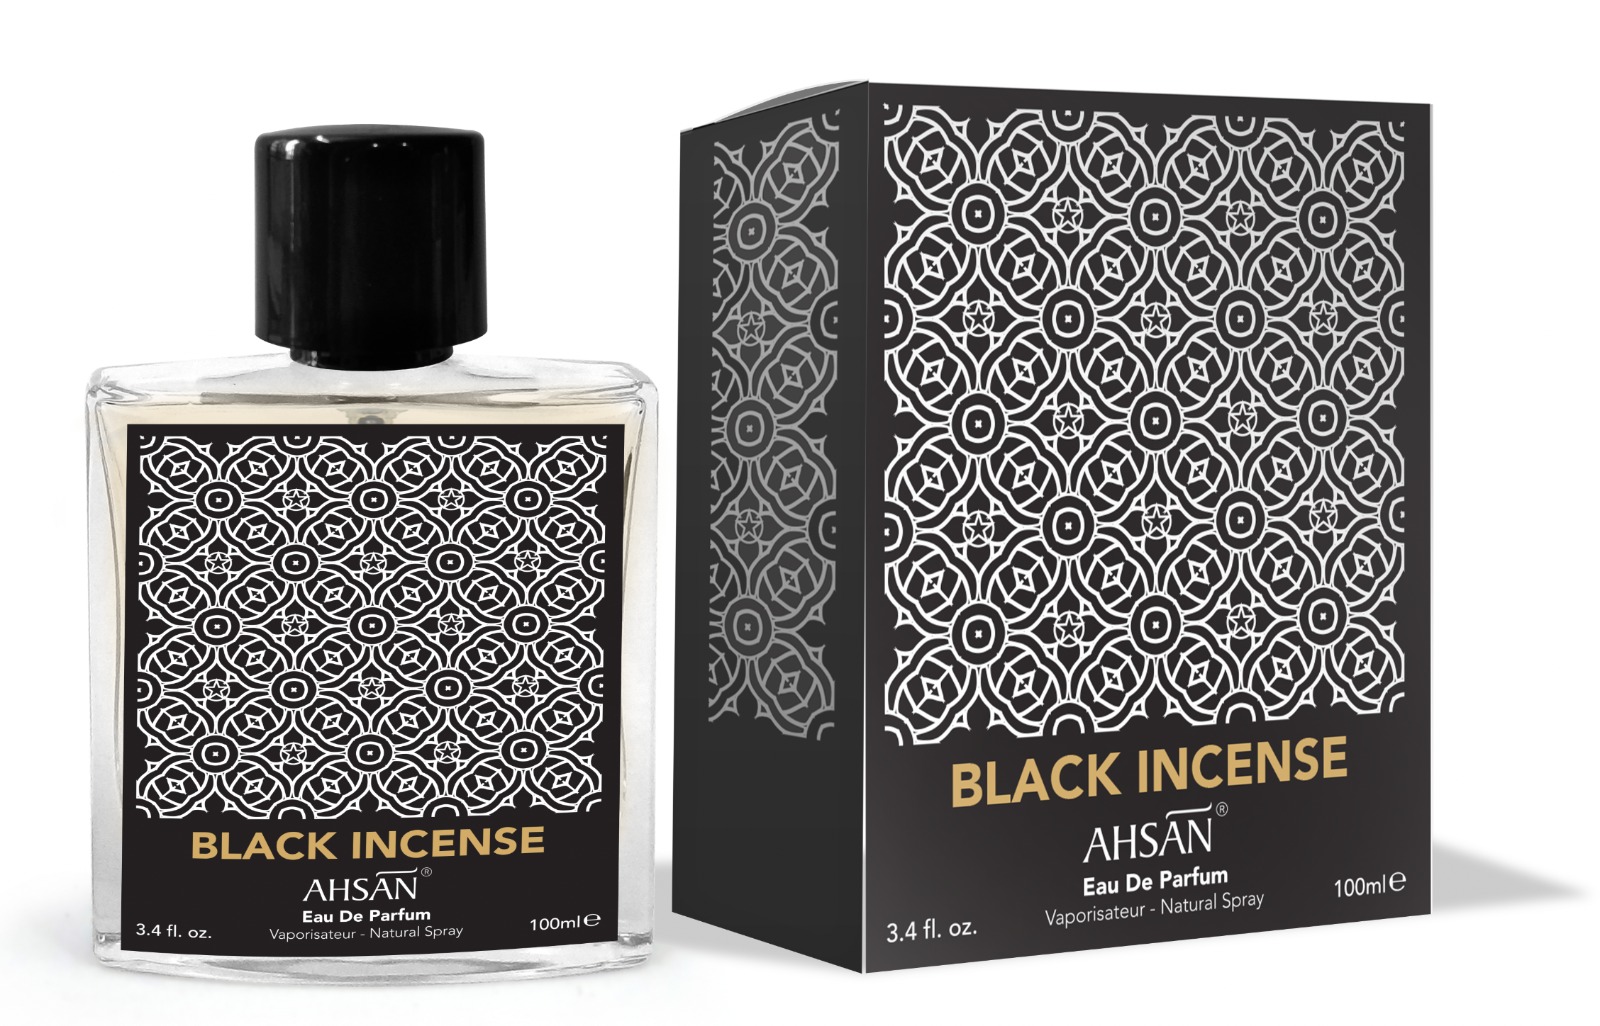 BLACK INCENSE
AHSAN®
Eau De Parfum
Vaporisateur - Natural Spray
3.4 fl. oz.
100ml ℮
BLACK INCENSE
AHSAN®
Eau De Parfum
Vaporisateur - Natural Spray
3.4 fl. oz.
100ml ℮